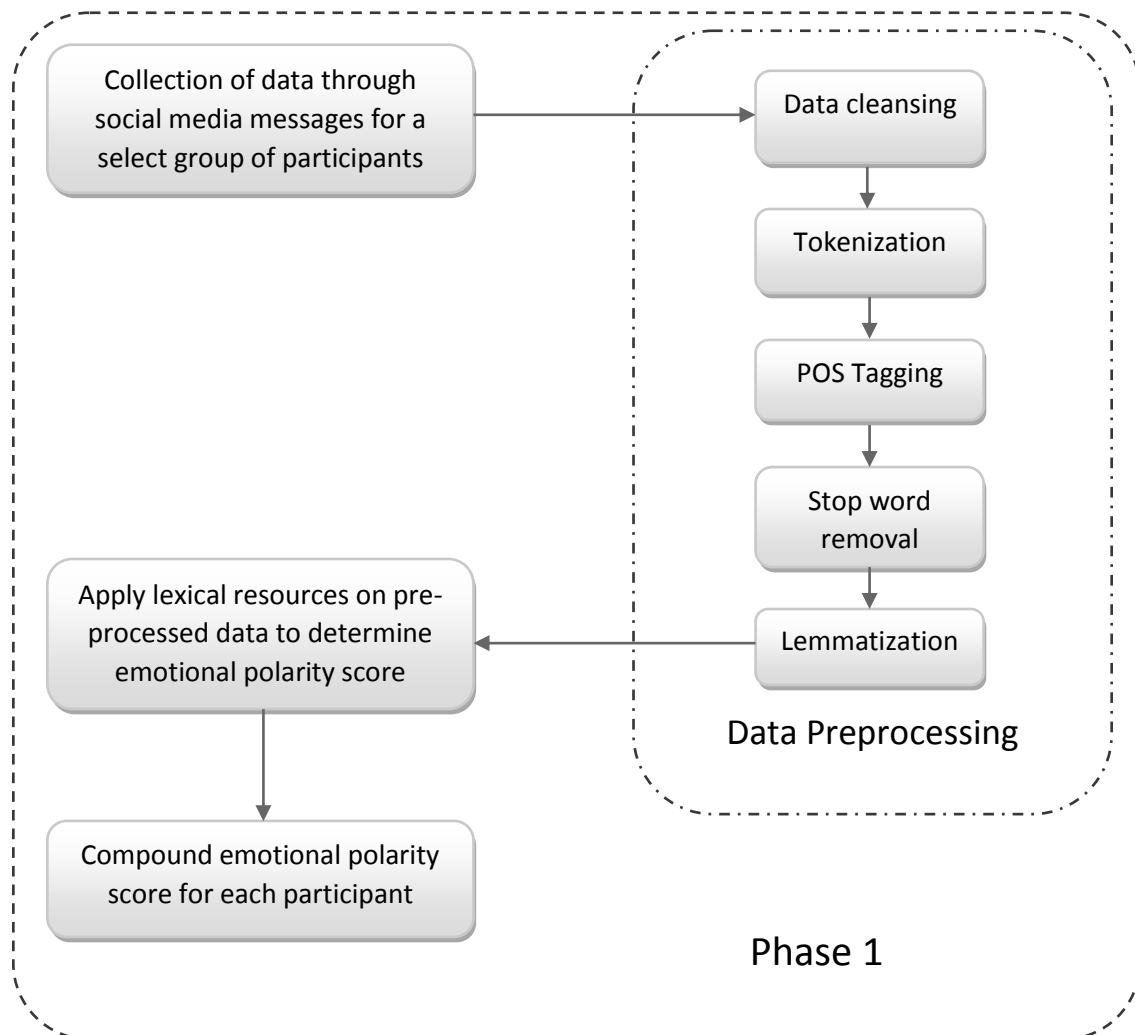 Collection of data through
social media messages for a
select group of participants
Data cleansing
Tokenization
POS Tagging
Stop word
removal
Lemmatization
Data Preprocessing
Apply lexical resources on pre-
processed data to determine
emotional polarity score
Compound emotional polarity
score for each participant
Phase 1